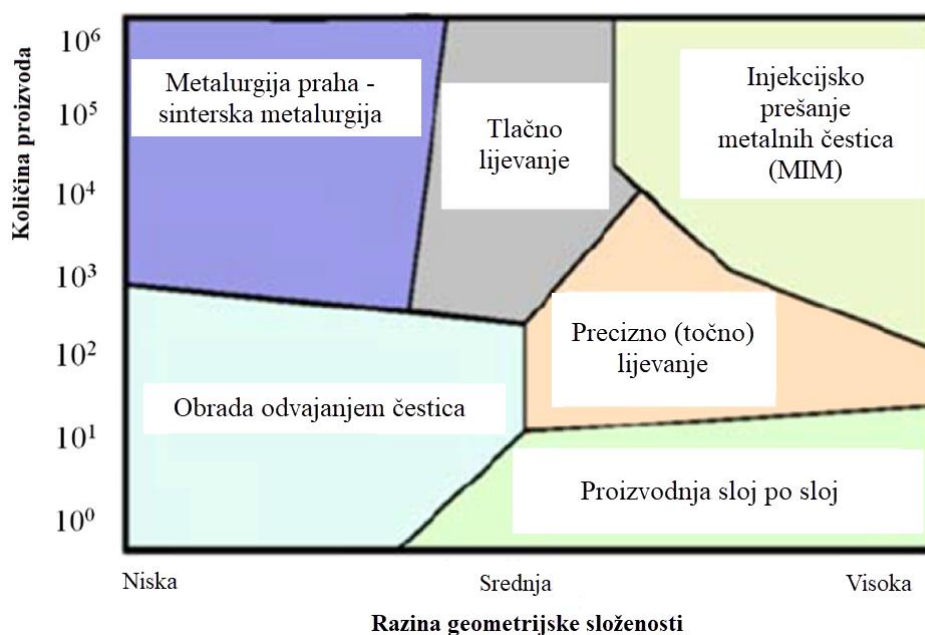 Količina proizvoda
10⁶
10⁵
10⁴
10³
10²
10¹
10⁰
Metalurgija praha -
sinterska metalurgija
Tlačno
lijevanje
Injekcijsko
prešanje
metalnih čestica
(MIM)
Precizno (točno)
lijevanje
Obrada odvajanjem čestica
Proizvodnja sloj po sloj
Niska
Srednja
Visoka
Razina geometrijske složenosti